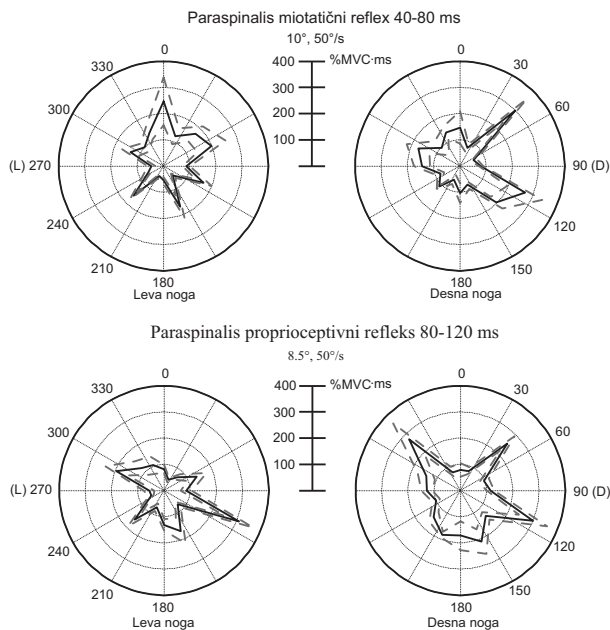 Paraspinalis miotatični reflex 40-80 ms
10°, 50°/s
0
330
300
(L) 270
240
210
180
Leva noga
400
300
200
100
%MVC·ms
0
30
60
90 (D)
120
150
180
Desna noga
Paraspinalis proprioceptivni refleks 80-120 ms
8.5°, 50°/s
0
330
300
(L) 270
240
210
180
Leva noga
400
300
200
100
%MVC·ms
0
30
60
90 (D)
120
150
180
Desna noga